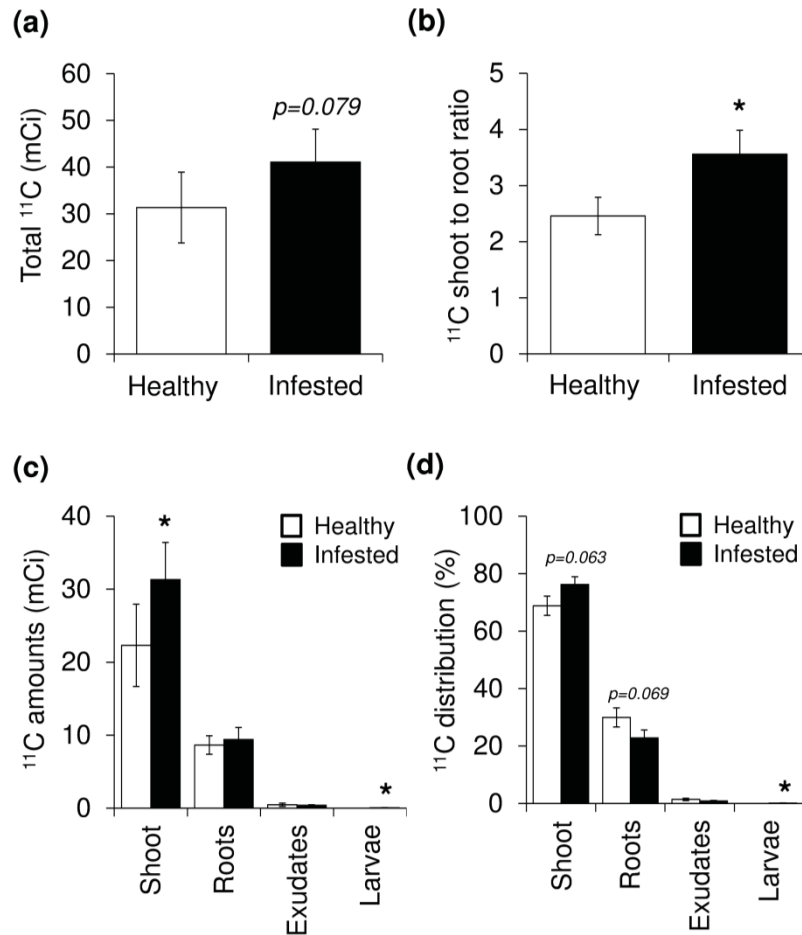 (a)
Total ¹¹C (mCi)
60
50
40
30
20
10
0
p=0.079
Healthy Infested
(b)
¹¹C shoot to root ratio
5
4
3
2
1
0
*
Healthy Infested
(c)
¹¹C amounts (mCi)
40
30
20
10
0
*
Healthy
Infested
*
Shoot
Roots
Exudates
Larvae
(d)
¹¹C distribution (%)
100
80
60
40
20
0
Healthy
Infested
p=0.063
p=0.069
*
Shoot
Roots
Exudates
Larvae